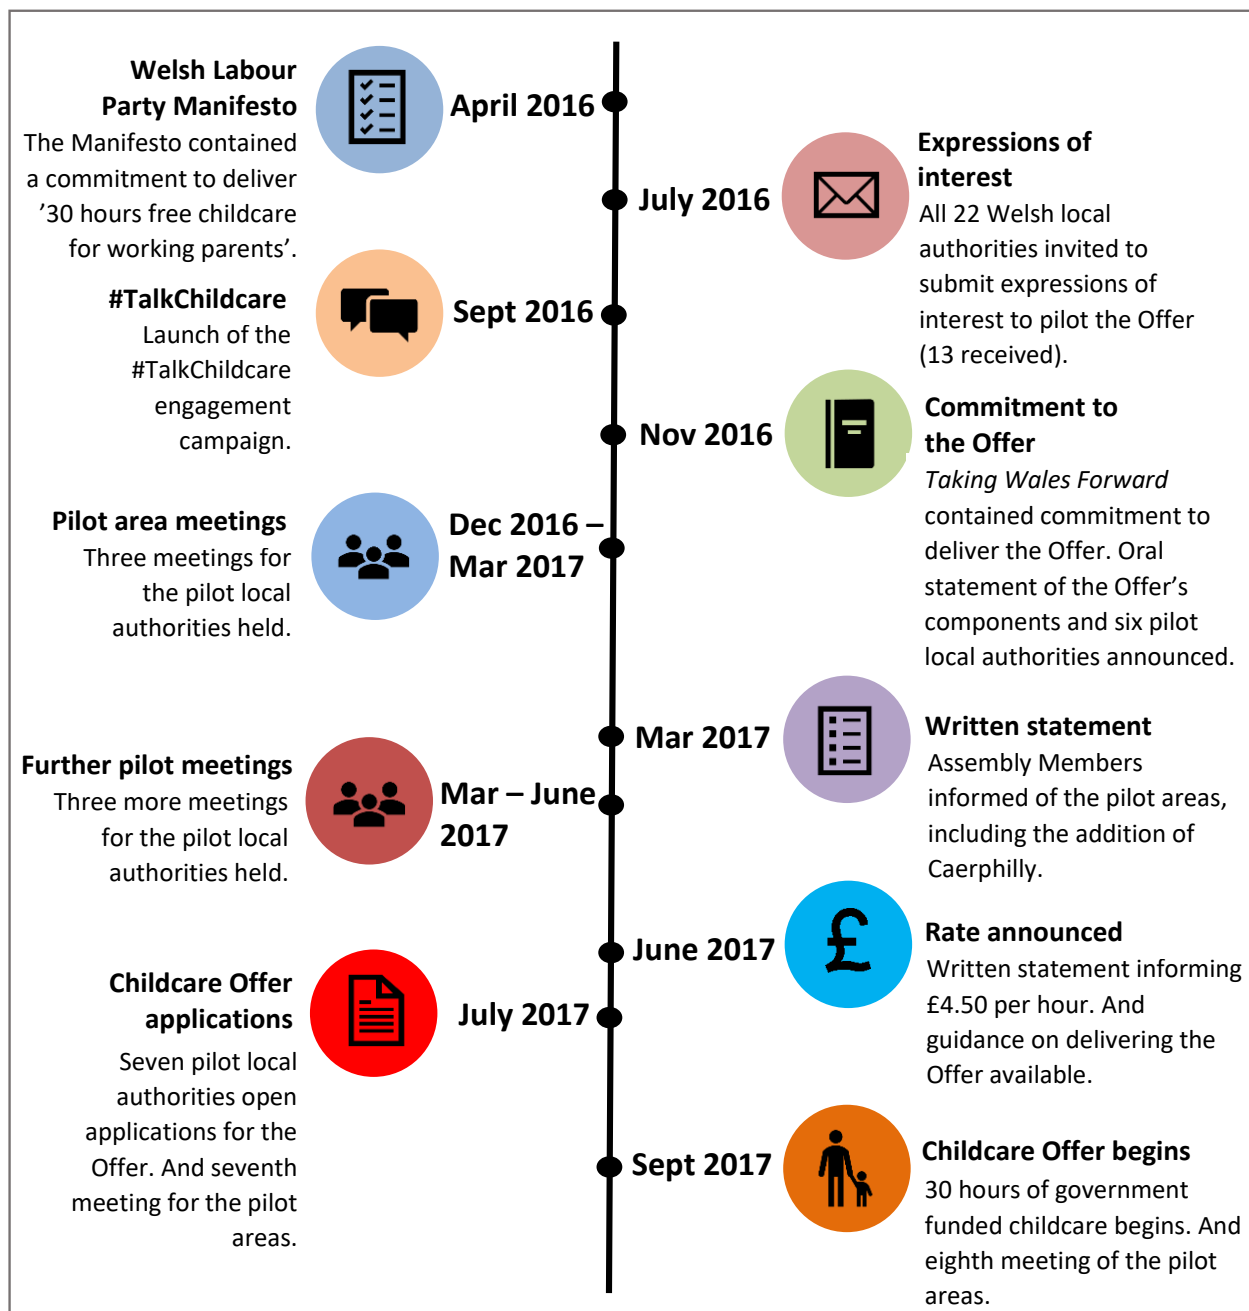 Welsh Labour
Party Manifesto
The Manifesto contained
a commitment to deliver
’30 hours free childcare
for working parents’.
April 2016
July 2016
Expressions of
interest
All 22 Welsh local
authorities invited to
submit expressions of
interest to pilot the Offer
(13 received).
#TalkChildcare
Launch of the
#TalkChildcare
engagement
campaign.
Sept 2016
Nov 2016
Commitment to
the Offer
Taking Wales Forward
contained commitment to
deliver the Offer. Oral
statement of the Offer’s
components and six pilot
local authorities announced.
Pilot area meetings
Three meetings for
the pilot local
authorities held.
Dec 2016 –
Mar 2017
Mar 2017
Written statement
Assembly Members
informed of the pilot areas,
including the addition of
Caerphilly.
Further pilot meetings
Three more meetings
for the pilot local
authorities held.
Mar – June
2017
June 2017
£
Rate announced
Written statement informing
£4.50 per hour. And
guidance on delivering the
Offer available.
Childcare Offer
applications
Seven pilot local
authorities open
applications for the
Offer. And seventh
meeting for the pilot
areas.
July 2017
Sept 2017
Childcare Offer begins
30 hours of government
funded childcare begins. And
eighth meeting of the pilot
areas.